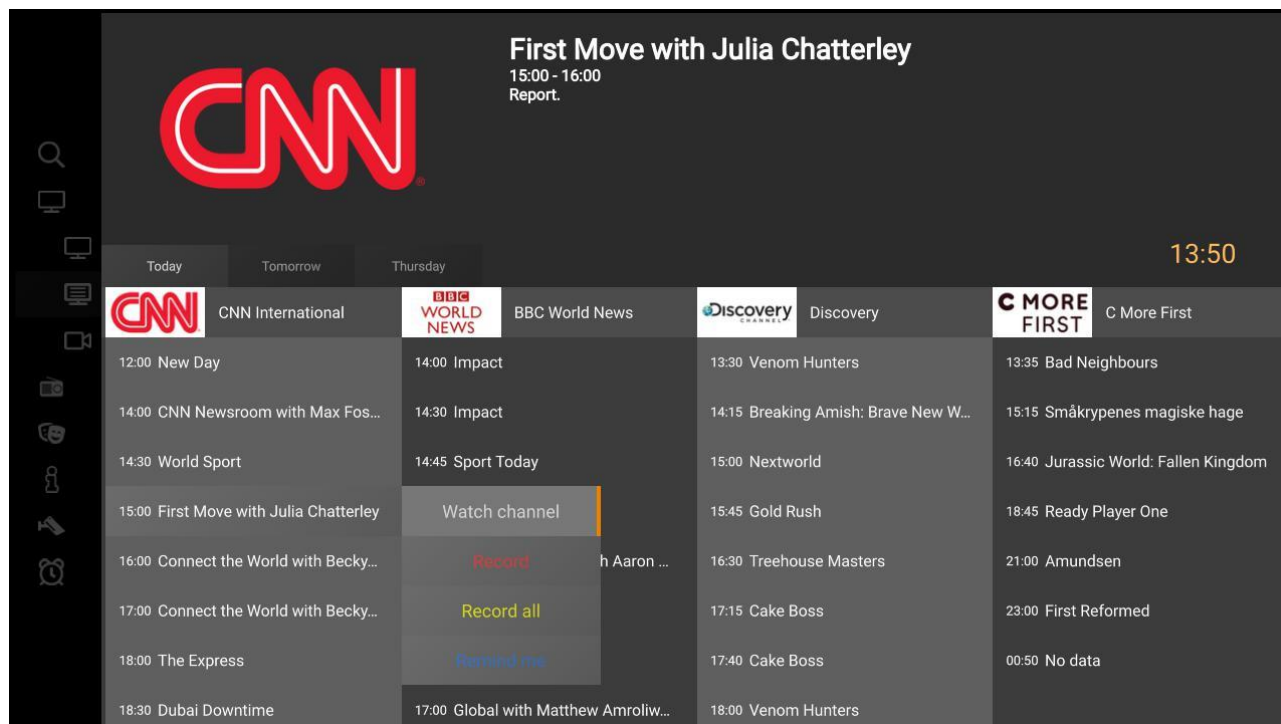 CNN
First Move with Julia Chatterley
15:00 - 16:00
Report.
13:50
Today
Tomorrow
Thursday
CNN
CNN International
BBC
WORLD
NEWS
BBC World News
Discovery
CHANNEL
Discovery
C MORE
FIRST
C More First
12:00 New Day
14:00 CNN Newsroom with Max Fos...
14:30 World Sport
15:00 First Move with Julia Chatterley
16:00 Connect the World with Becky...
17:00 Connect the World with Becky...
18:00 The Express
18:30 Dubai Downtime
14:00 Impact
14:30 Impact
14:45 Sport Today
Watch channel
Record
h Aaron ...
Record all
Remind me
17:00 Global with Matthew Amroliw...
13:30 Venom Hunters
14:15 Breaking Amish: Brave New W...
15:00 Nextworld
15:45 Gold Rush
16:30 Treehouse Masters
17:15 Cake Boss
17:40 Cake Boss
18:00 Venom Hunters
13:35 Bad Neighbours
15:15 Småkrypenes magiske hage
16:40 Jurassic World: Fallen Kingdom
18:45 Ready Player One
21:00 Amundsen
23:00 First Reformed
00:50 No data